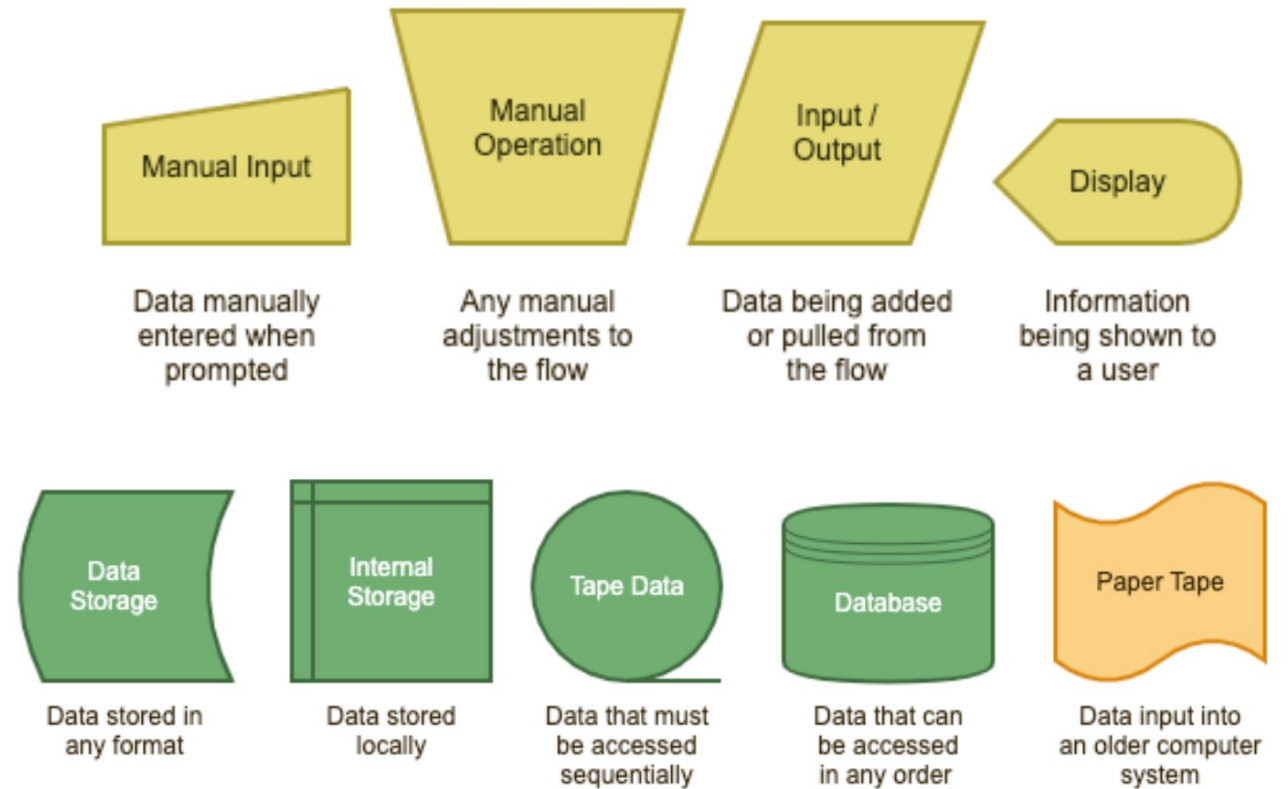 Manual Input
Manual
Operation
Input /
Output
Display
Data manually
entered when
prompted
Any manual
adjustments to
the flow
Data being added
or pulled from
the flow
Information
being shown to
a user
Data
Storage
Internal
Storage
Tape Data
Database
Paper Tape
Data stored in
any format
Data stored
locally
Data that must
be accessed
sequentially
Data that can
be accessed
in any order
Data input into
an older computer
system